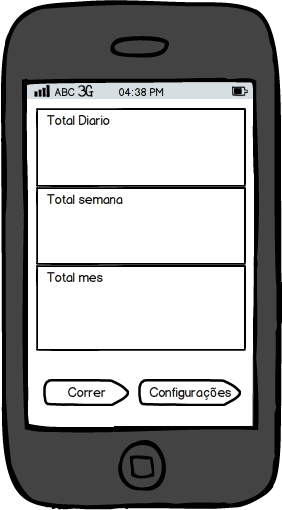 ABC 3G 04:38 PM
Total Diario
Total semana
Total mes
Correr Configurações